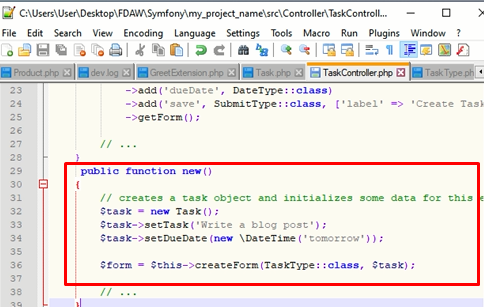 C:\Users\User\Desktop\FDAW\Symfony\my_project_name\src\Controller\TaskControl
File Edit Search View Encoding Language Settings Tools Macro Run Plugins Window ?
Product.php dev.log GreetExtension.php Task.php TaskController.php TaskType.ph
23 ->add('dueDate', DateType::class)
24 ->add('save', SubmitType::class, ['label' => 'Create Tas
25 ->getForm();
26
27 // ...
28 }
29 public function new()
30 {
31 // creates a task object and initializes some data for this e
32 $task = new Task();
33 $task->setTask('Write a blog post');
34 $task->setDueDate(new \DateTime('tomorrow'));
35
36 $form = $this->createForm(TaskType::class, $task);
37
38 // ...
39 }